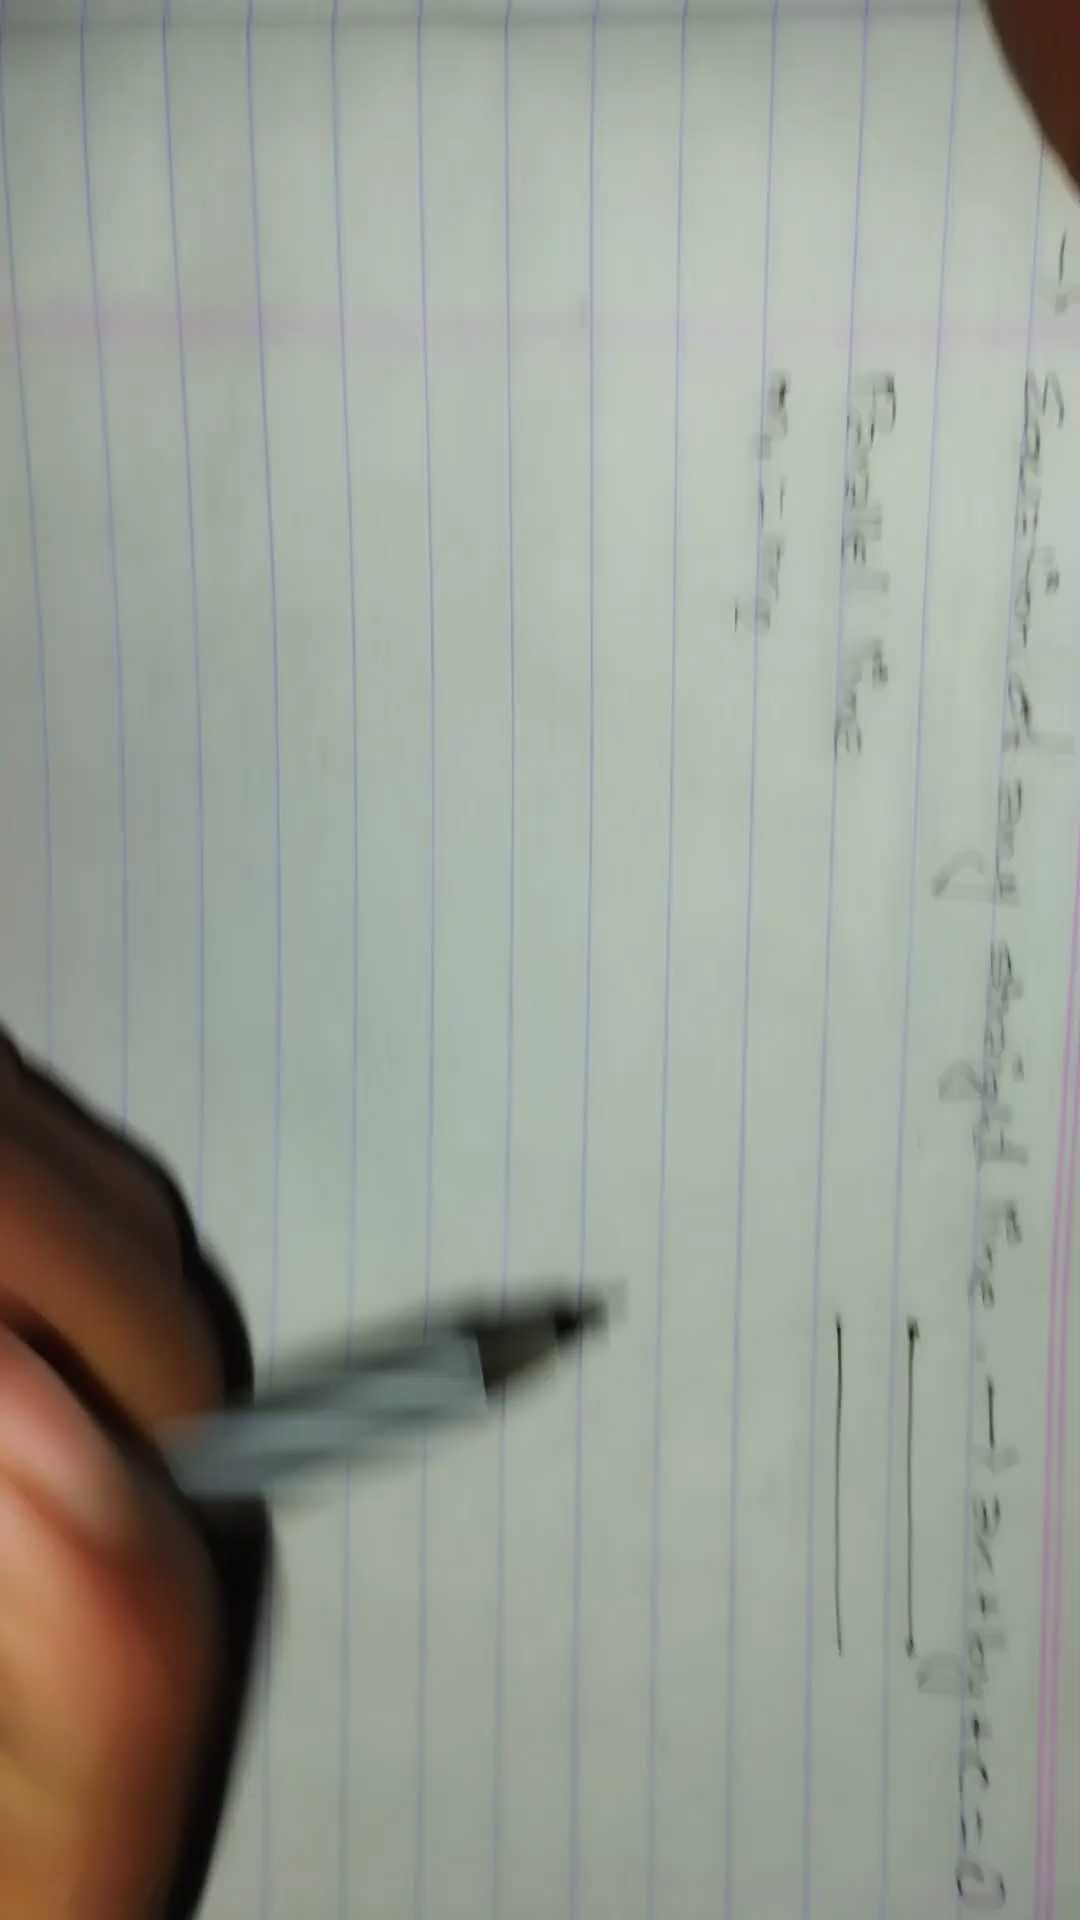 → Equation of any straight line. → ax+by+c=0
Parallel line
m₁ = m₂